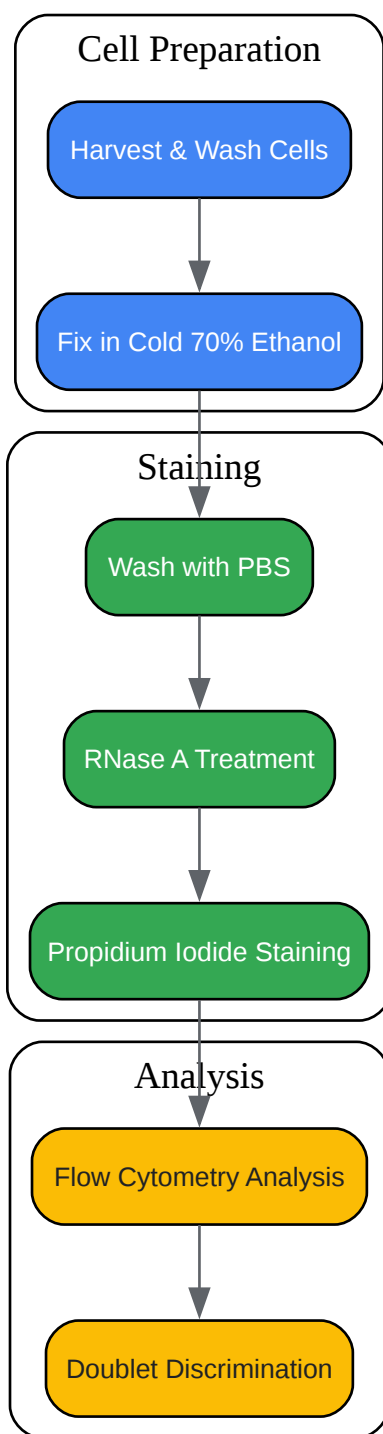 Cell Preparation
Harvest & Wash Cells
Fix in Cold 70% Ethanol
Staining
Wash with PBS
RNase A Treatment
Propidium Iodide Staining
Analysis
Flow Cytometry Analysis
Doublet Discrimination